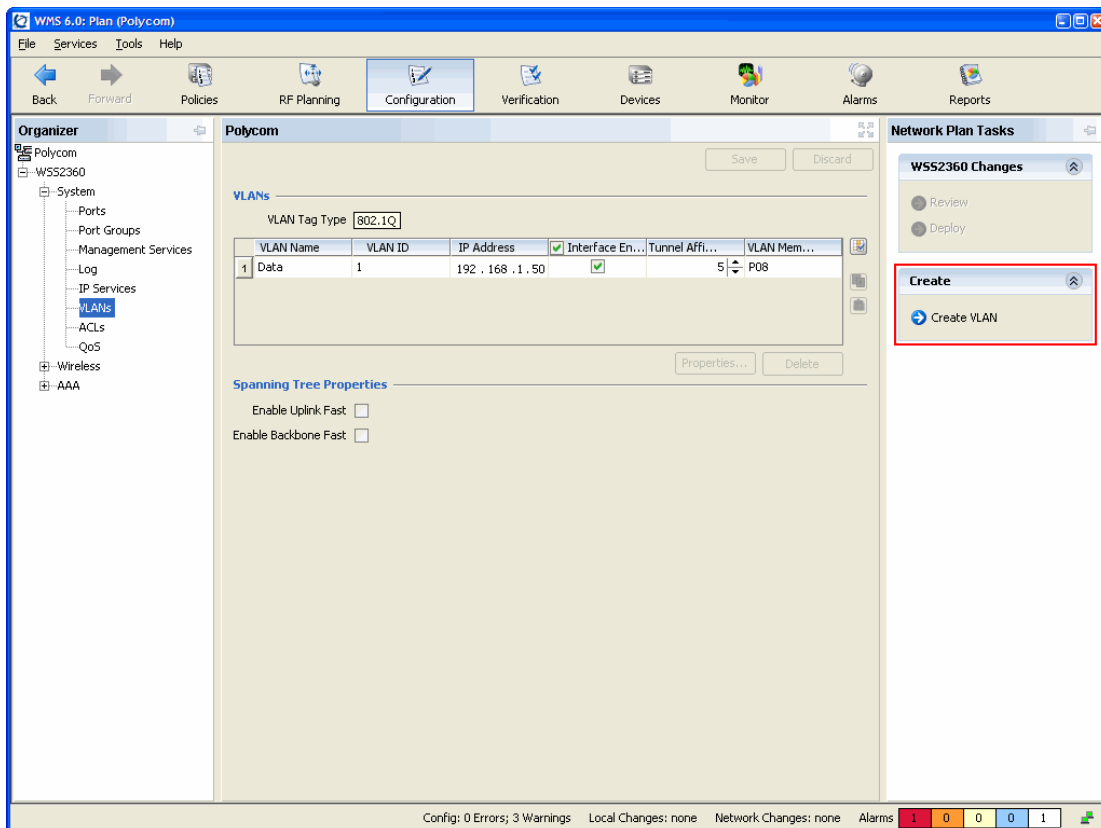 WMS 6.0: Plan (Polycom)
File Services Tools Help
Back Forward Policies RF Planning Configuration Verification Devices Monitor Alarms Reports
Organizer
Polycom
WSS2360
System
Ports
Port Groups
Management Services
Log
IP Services
VLANs
ACLs
QoS
Wireless
AAA
Polycom
Save Discard
VLANs
VLAN Tag Type 802.1Q
VLAN Name VLAN ID IP Address Interface En... Tunnel Affi... VLAN Mem...
1 Data 1 192 . 168 . 1 . 50 5 P08
Properties... Delete
Spanning Tree Properties
Enable Uplink Fast
Enable Backbone Fast
Network Plan Tasks
WSS2360 Changes
Review
Deploy
Create
Create VLAN
Config: 0 Errors; 3 Warnings Local Changes: none Network Changes: none Alarms 1 0 0 0 1